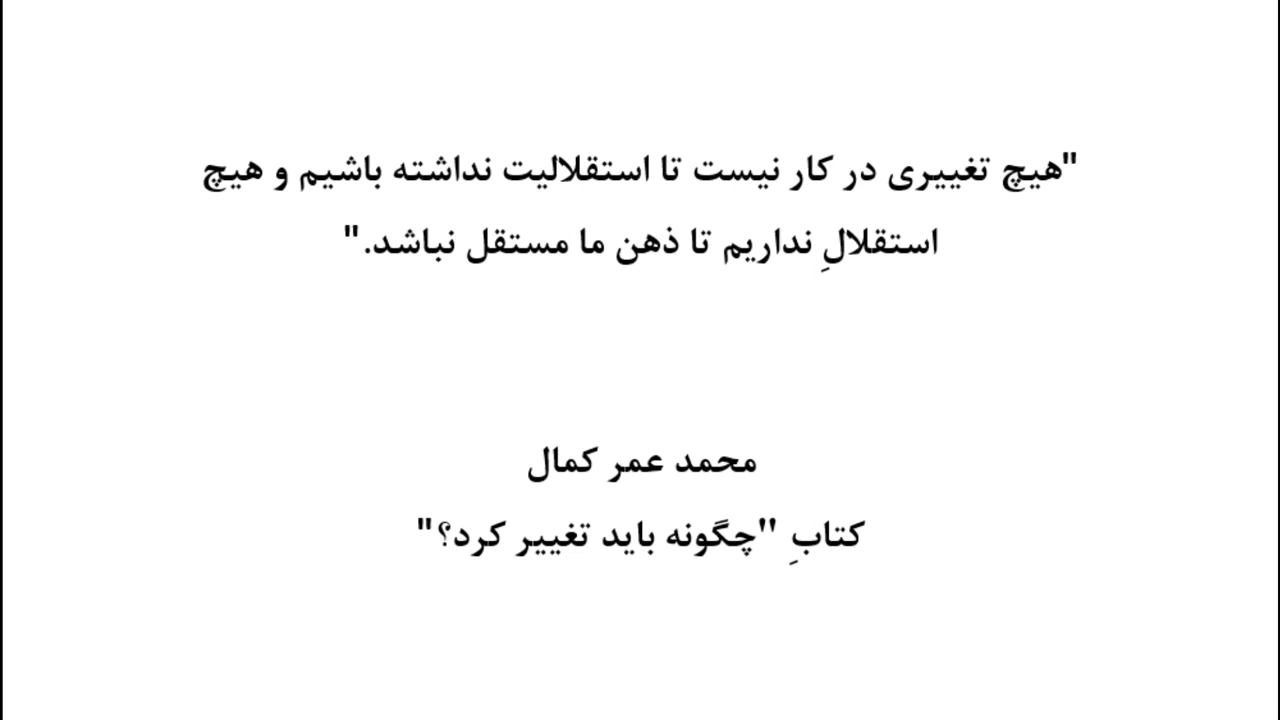 "هیچ تغییری در کار نیست تا استقلالیت نداشته باشیم و هیچ
استقلالِ نداریم تا ذهن ما مستقل نباشد."
محمد عمر کمال
کتابِ "چگونه باید تغییر کرد؟"